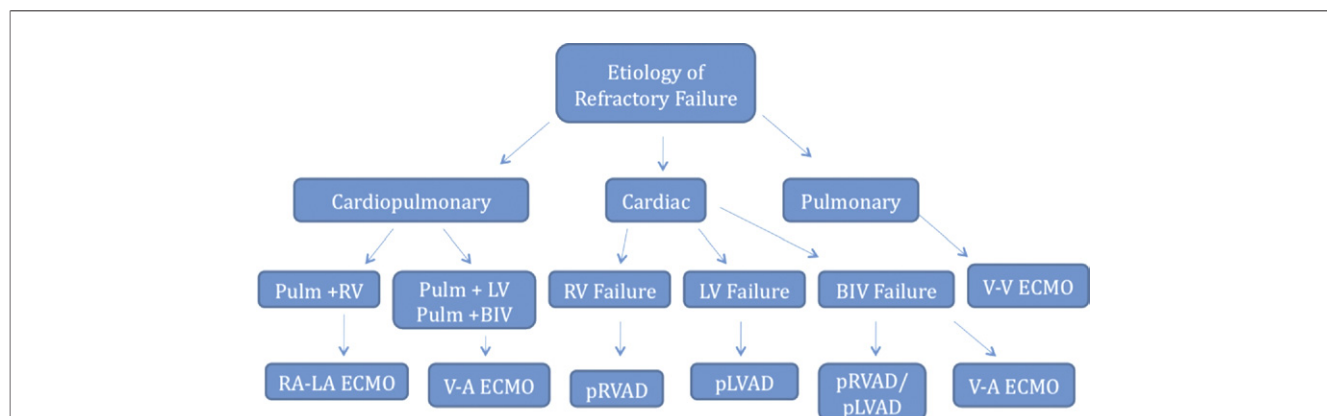 Etiology of
Refractory Failure
Cardiopulmonary
Cardiac
Pulmonary
Pulm +RV
Pulm + LV
Pulm +BIV
RV Failure
LV Failure
BIV Failure
V-V ECMO
RA-LA ECMO
V-A ECMO
pRVAD
pLVAD
pRVAD/
pLVAD
V-A ECMO